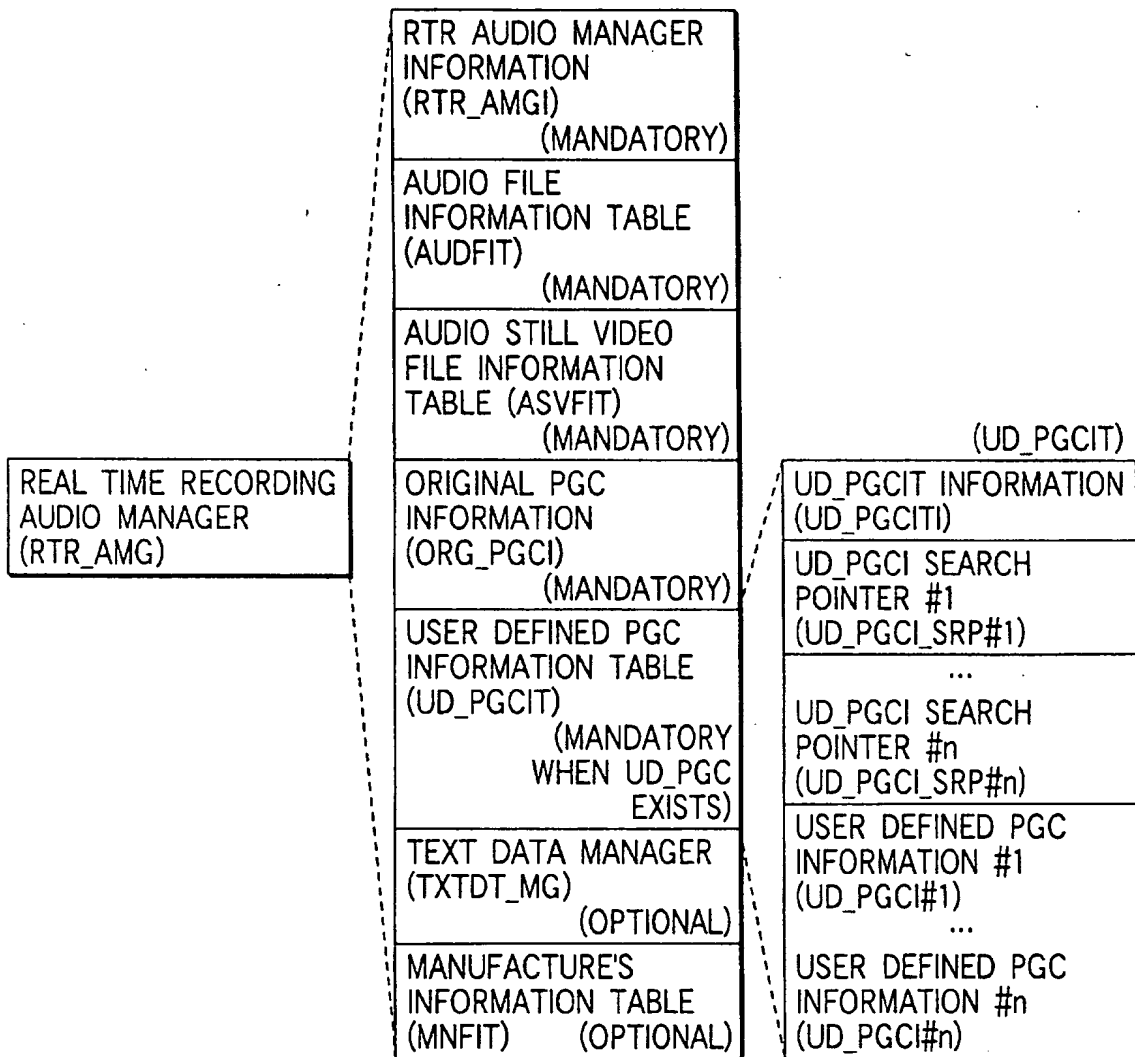 REAL TIME RECORDING
AUDIO MANAGER
(RTR_AMG)
RTR AUDIO MANAGER
INFORMATION
(RTR_AMGI)
(MANDATORY)
AUDIO FILE
INFORMATION TABLE
(AUDFIT)
(MANDATORY)
AUDIO STILL VIDEO
FILE INFORMATION
TABLE (ASVFIT)
(MANDATORY)
ORIGINAL PGC
INFORMATION
(ORG_PGCI)
(MANDATORY)
USER DEFINED PGC
INFORMATION TABLE
(UD_PGCIT)
(MANDATORY
WHEN UD_PGC
EXISTS)
TEXT DATA MANAGER
(TXTDT_MG)
(OPTIONAL)
MANUFACTURE'S
INFORMATION TABLE
(MNFIT) (OPTIONAL)
(UD_PGCIT)
UD_PGCIT INFORMATION
(UD_PGCITI)
UD_PGCI SEARCH
POINTER #1
(UD_PGCI_SRP#1)
...
UD_PGCI SEARCH
POINTER #n
(UD_PGCI_SRP#n)
USER DEFINED PGC
INFORMATION #1
(UD_PGCI#1)
...
USER DEFINED PGC
INFORMATION #n
(UD_PGCI#n)